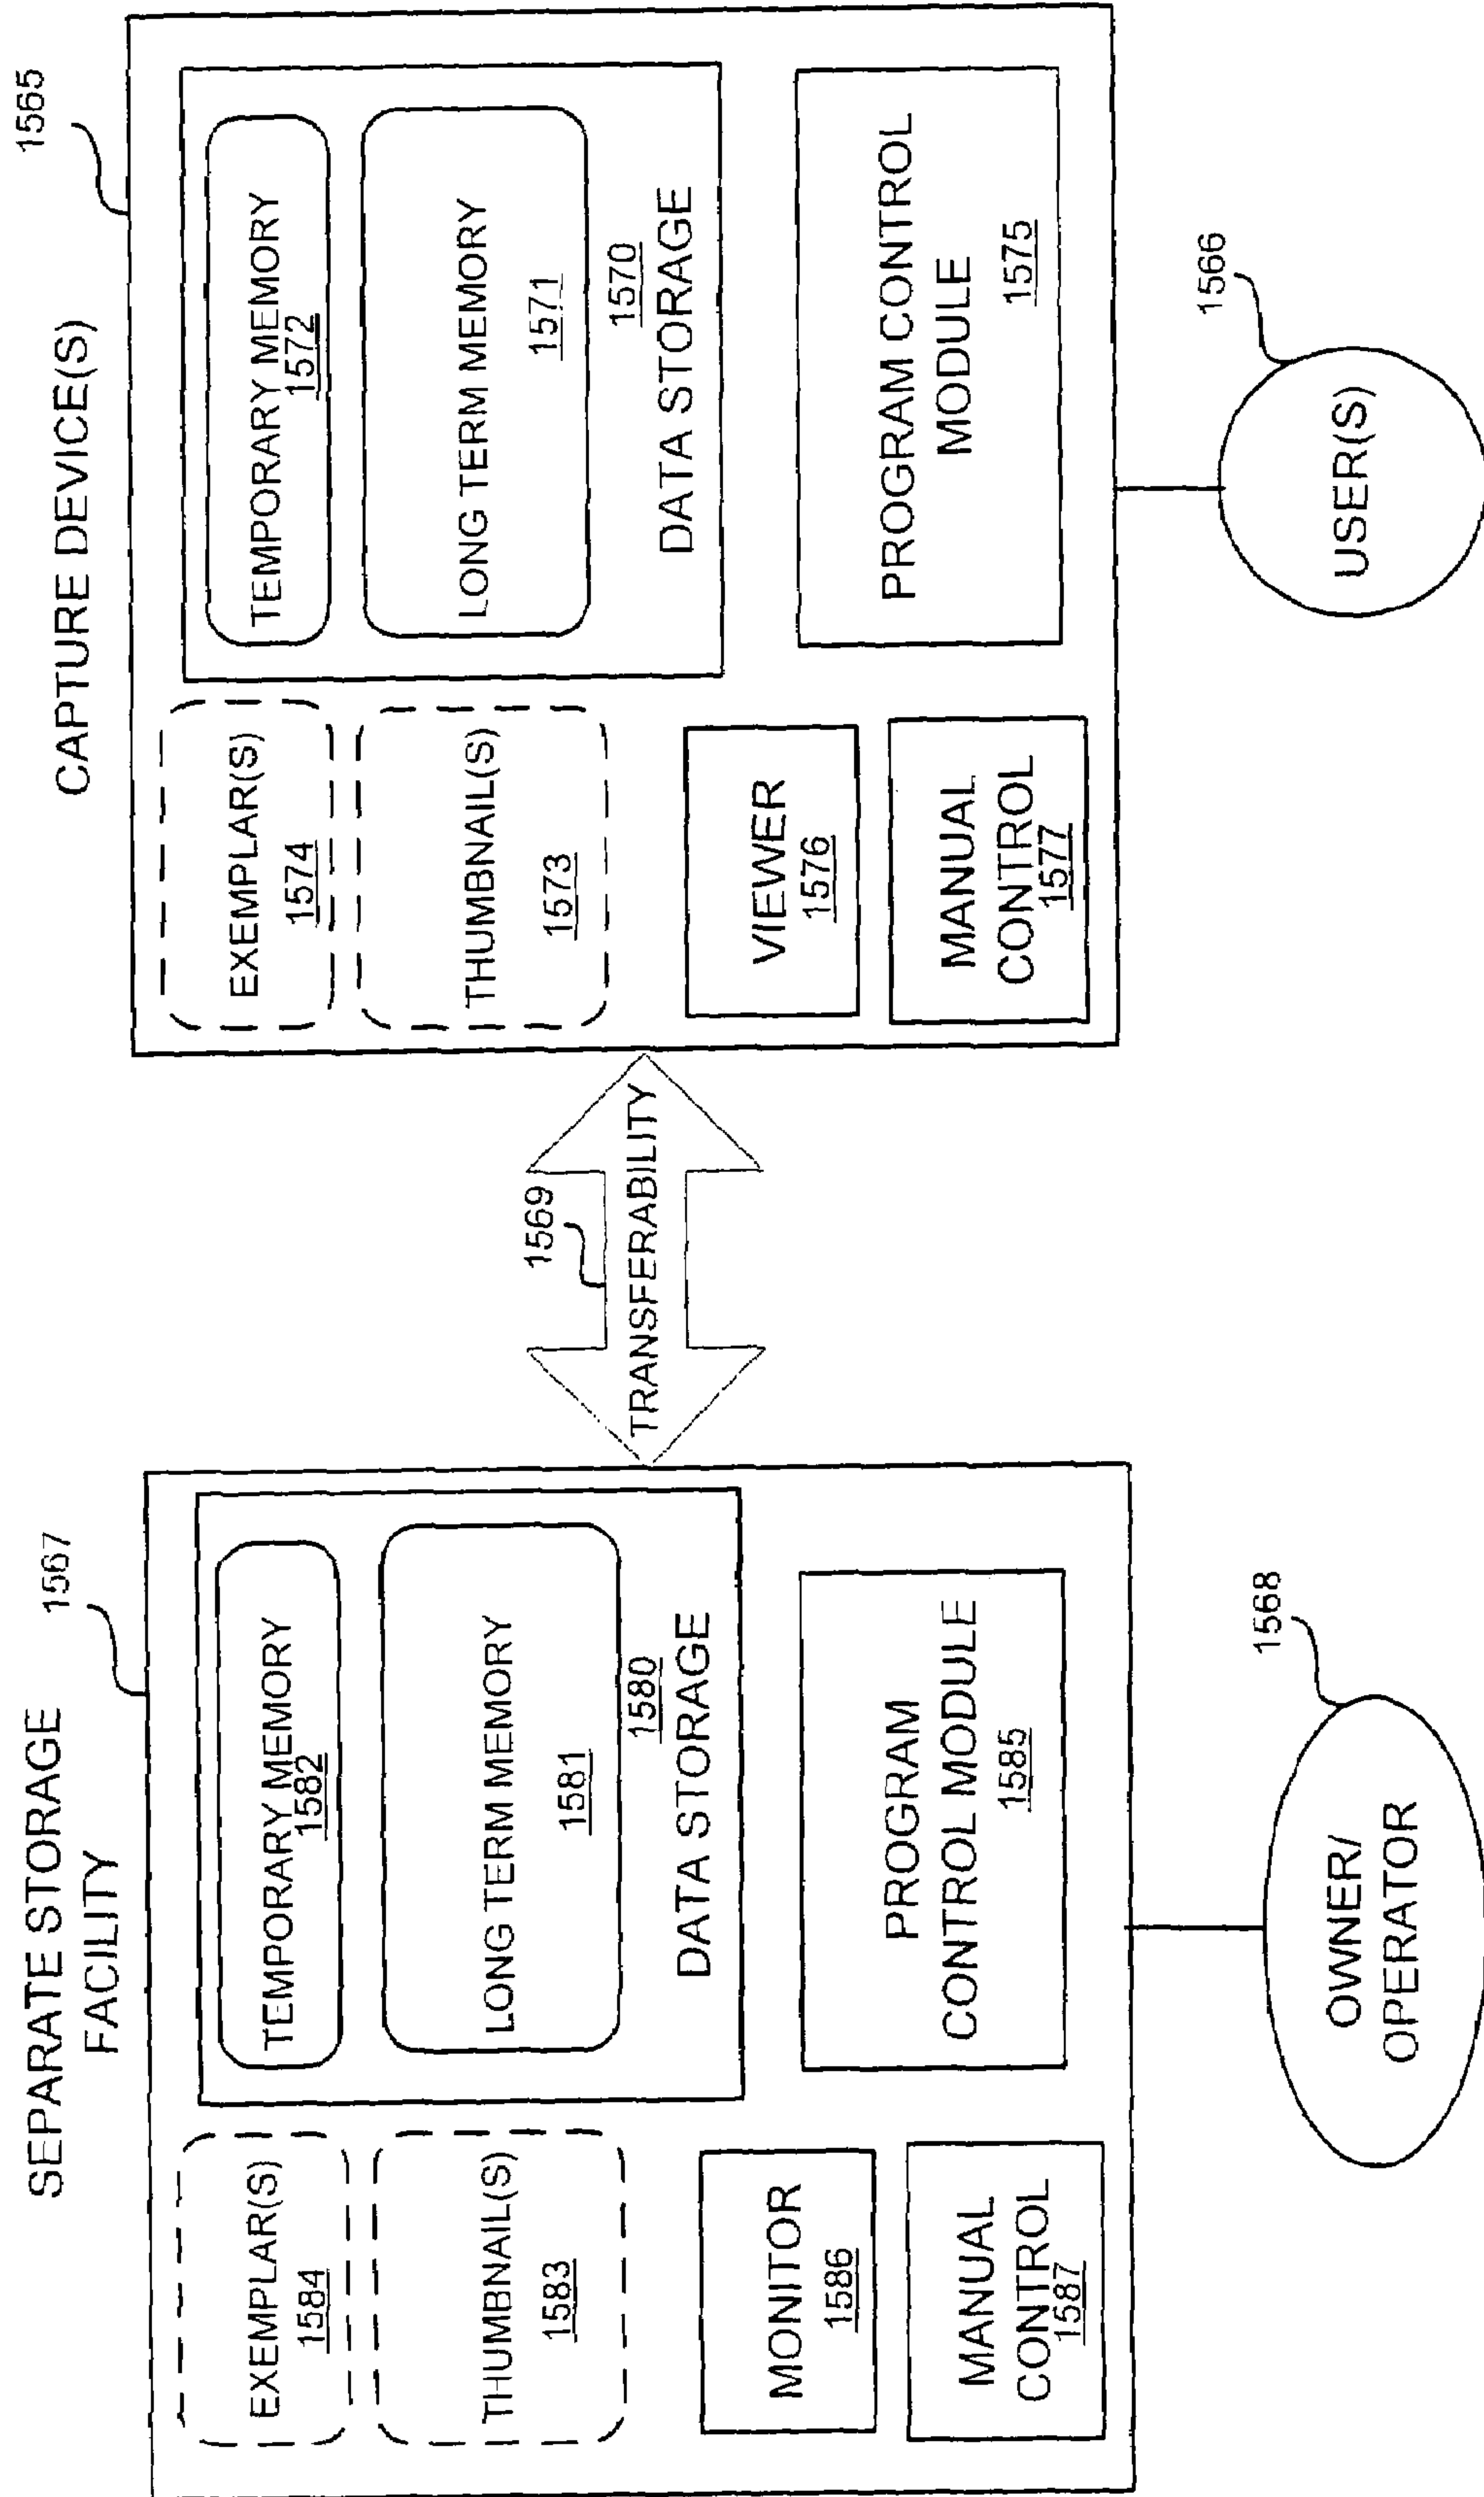 SEPARATE STORAGE
FACILITY
1567
EXEMPLAR(S)
1584
THUMBNAIL(S)
1583
TEMPORARY MEMORY
1582
LONG TERM MEMORY
1581
1580
DATA STORAGE
MONITOR
1586
MANUAL
CONTROL
1587
PROGRAM
CONTROL MODULE
1585
1568
OWNER/
OPERATOR
1569
TRANSFERABILITY
CAPTURE DEVICE(S)
1565
EXEMPLAR(S)
1574
THUMBNAIL(S)
1573
TEMPORARY MEMORY
1572
LONG TERM MEMORY
1571
1570
DATA STORAGE
VIEWER
1576
MANUAL
CONTROL
1577
PROGRAM CONTROL
MODULE
1575
1566
USER(S)